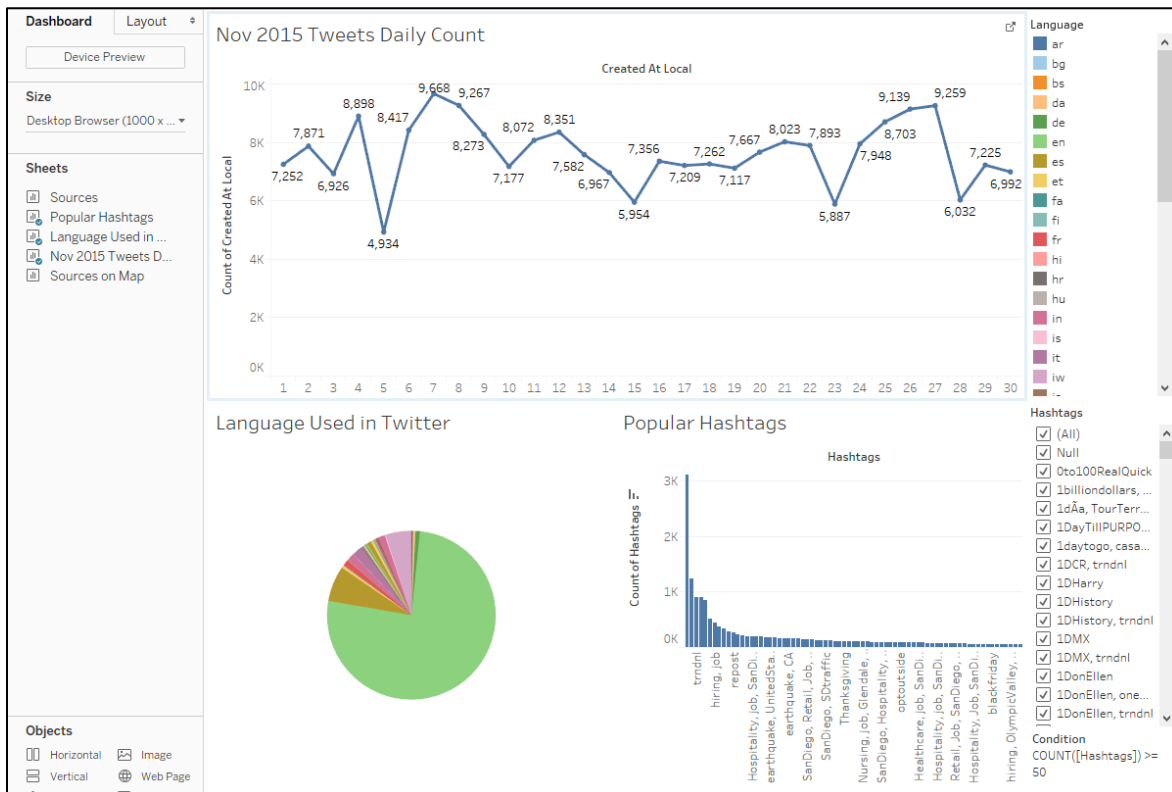 Dashboard
Layout
Device Preview
Size
Desktop Browser (1000 x ...
Sheets
Sources
Popular Hashtags
Language Used in ...
Nov 2015 Tweets D...
Sources on Map
Objects
Horizontal
Image
Vertical
Web Page
Nov 2015 Tweets Daily Count
Created At Local
Count of Created At Local
10K
8K
6K
4K
2K
0K
7,252
7,871
6,926
8,898
4,934
8,417
9,668
9,267
8,273
7,177
8,072
8,351
7,582
6,967
5,954
7,356
7,209
7,262
7,117
7,667
8,023
7,893
5,887
7,948
8,703
9,139
9,259
6,032
7,225
6,992
1 2 3 4 5 6 7 8 9 10 11 12 13 14 15 16 17 18 19 20 21 22 23 24 25 26 27 28 29 30
Language Used in Twitter
Popular Hashtags
Hashtags
Count of Hashtags
3K
2K
1K
0K
trndnl
hiring, job
repost
Hospitality, job, SanDi..
earthquake, UnitedSta..
earthquake, CA
SanDiego, Retail, Job, ..
SanDiego, SDtraffic
Thanksgiving
Nursing, job, Glendale, ..
SanDiego, Hospitality, ..
optoutside
Healthcare, job, SanDi..
Hospitality, job, SanDi..
Retail, Job, SanDiego, ..
Hospitality, Job, SanDi..
blackfriday
hiring, OlympicValley, ..
Language
ar
bg
bs
da
de
en
es
et
fa
fi
fr
hi
hr
hu
in
is
it
iw
Hashtags
(All)
Null
0to100RealQuick
1billiondollars, ...
1dÃa, TourTerr...
1DayTillPURPO...
1daytogo, casa...
1DCR, trndnl
1DHarry
1DHistory
1DHistory, trndnl
1DMX
1DMX, trndnl
1DonEllen
1DonEllen, one...
1DonEllen, trndnl
Condition
COUNT([Hashtags]) >=
50